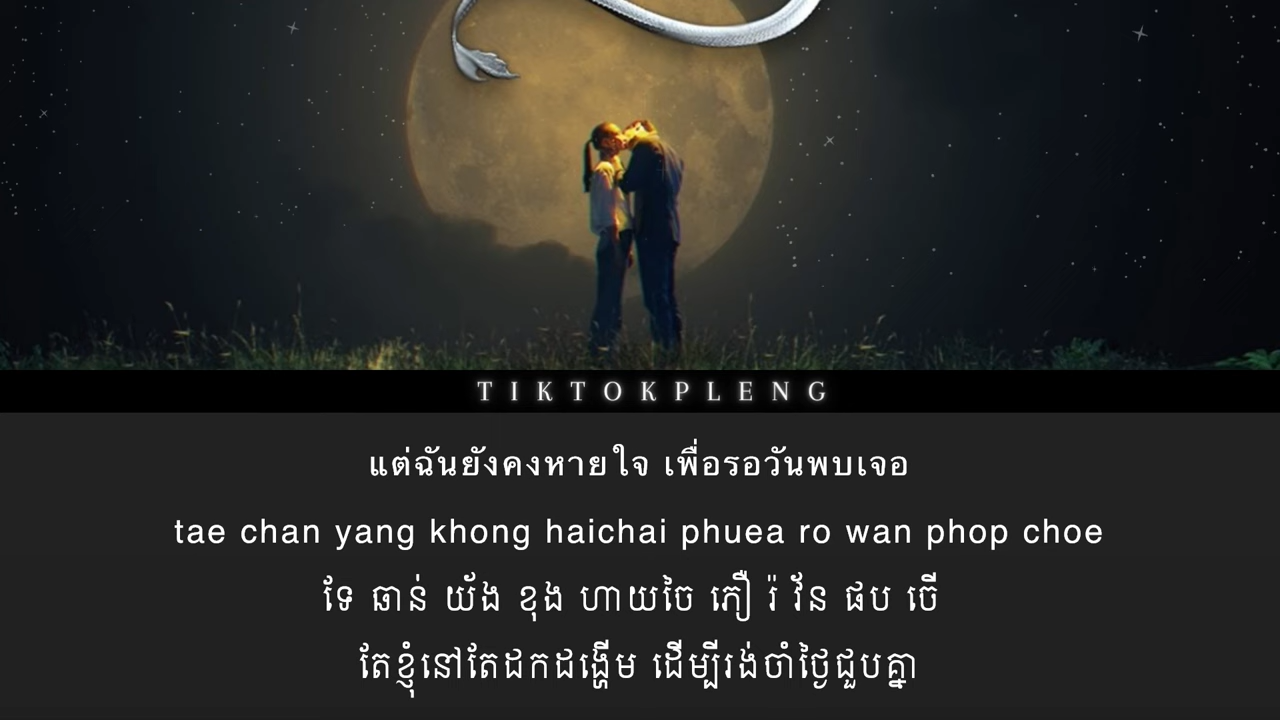 TIKTOKPLENG
แต่ฉันยังคงหายใจ เพื่อรอวันพบเจอ
tae chan yang khong haichai phuea ro wan phop choe
ទែ ឆាន់ យ័ង ខុង ហាយចៃ ភឿ រ៉ វ័ន ផប ចើ
តែខ្ញុំនៅតែដកដង្ហើម ដើម្បីរង់ចាំថ្ងៃជួបគ្នា